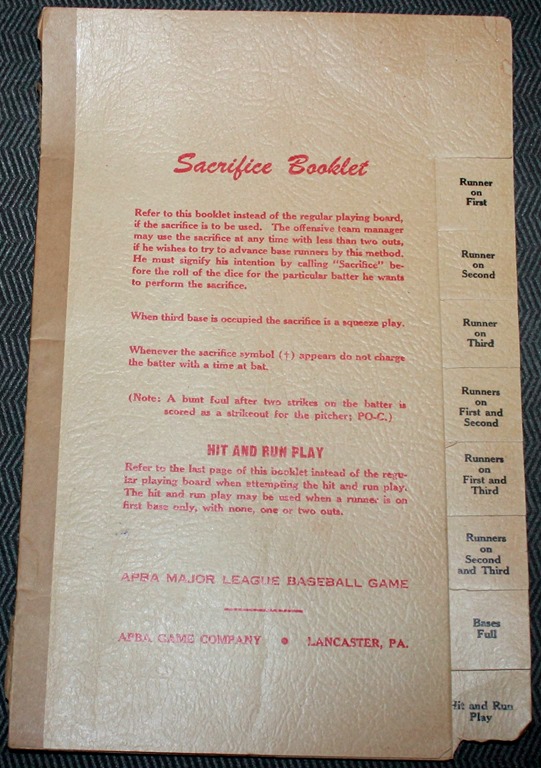 Sacrifice Booklet
Refer to this booklet instead of the regular playing board,
if the sacrifice is to be used. The offensive team manager
may use the sacrifice at any time with less than two outs,
if he wishes to try to advance base runners by this method.
He must signify his intention by calling "Sacrifice" be-
fore the roll of the dice for the particular batter he wants
to perform the sacrifice.
When third base is occupied the sacrifice is a squeeze play.
Whenever the sacrifice symbol (†) appears do not charge
the batter with a time at bat.
(Note: A bunt foul after two strikes on the batter is
scored as a strikeout for the pitcher; PO-C.)
HIT AND RUN PLAY
Refer to the last page of this booklet instead of the regu-
lar playing board when attempting the hit and run play.
The hit and run play may be used when a runner is on
first base only, with none, one or two outs.
APBA MAJOR LEAGUE BASEBALL GAME
APBA GAME COMPANY • LANCASTER, PA.
Runner
on
First
Runner
on
Second
Runner
on
Third
Runners
on
First and
Second
Runners
on
First and
Third
Runners
on
Second
and Third
Bases
Full
Hit and Run
Play